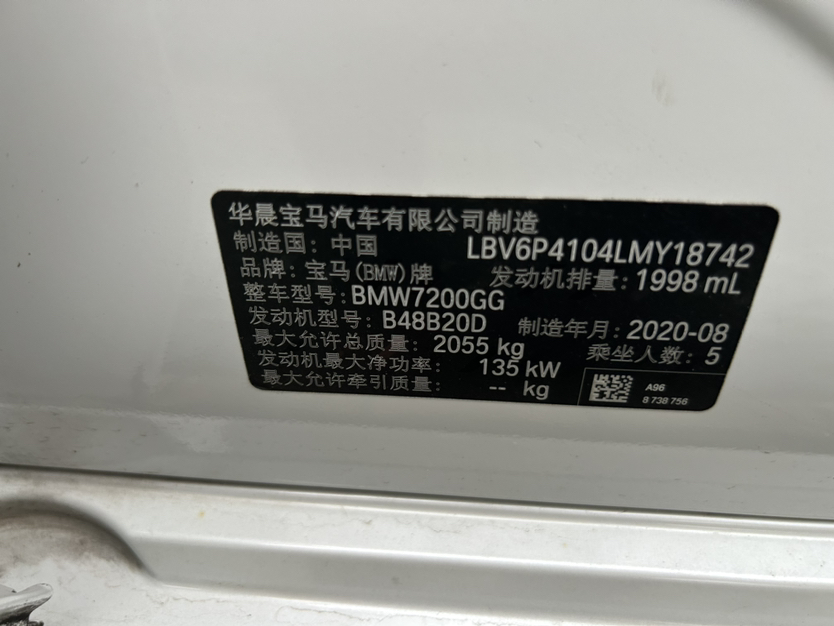 华晨宝马汽车有限公司制造
制造国：中国 LBV6P4104LMY18742
品牌：宝马(BMW)牌 发动机排量：1998 mL
整车型号：BMW7200GG
发动机型号：B48B20D 制造年月：2020-08
最大允许总质量：2055 kg 乘坐人数：5
发动机最大净功率：135 kW
最大允许牵引质量：-- kg
A96
8 738 756